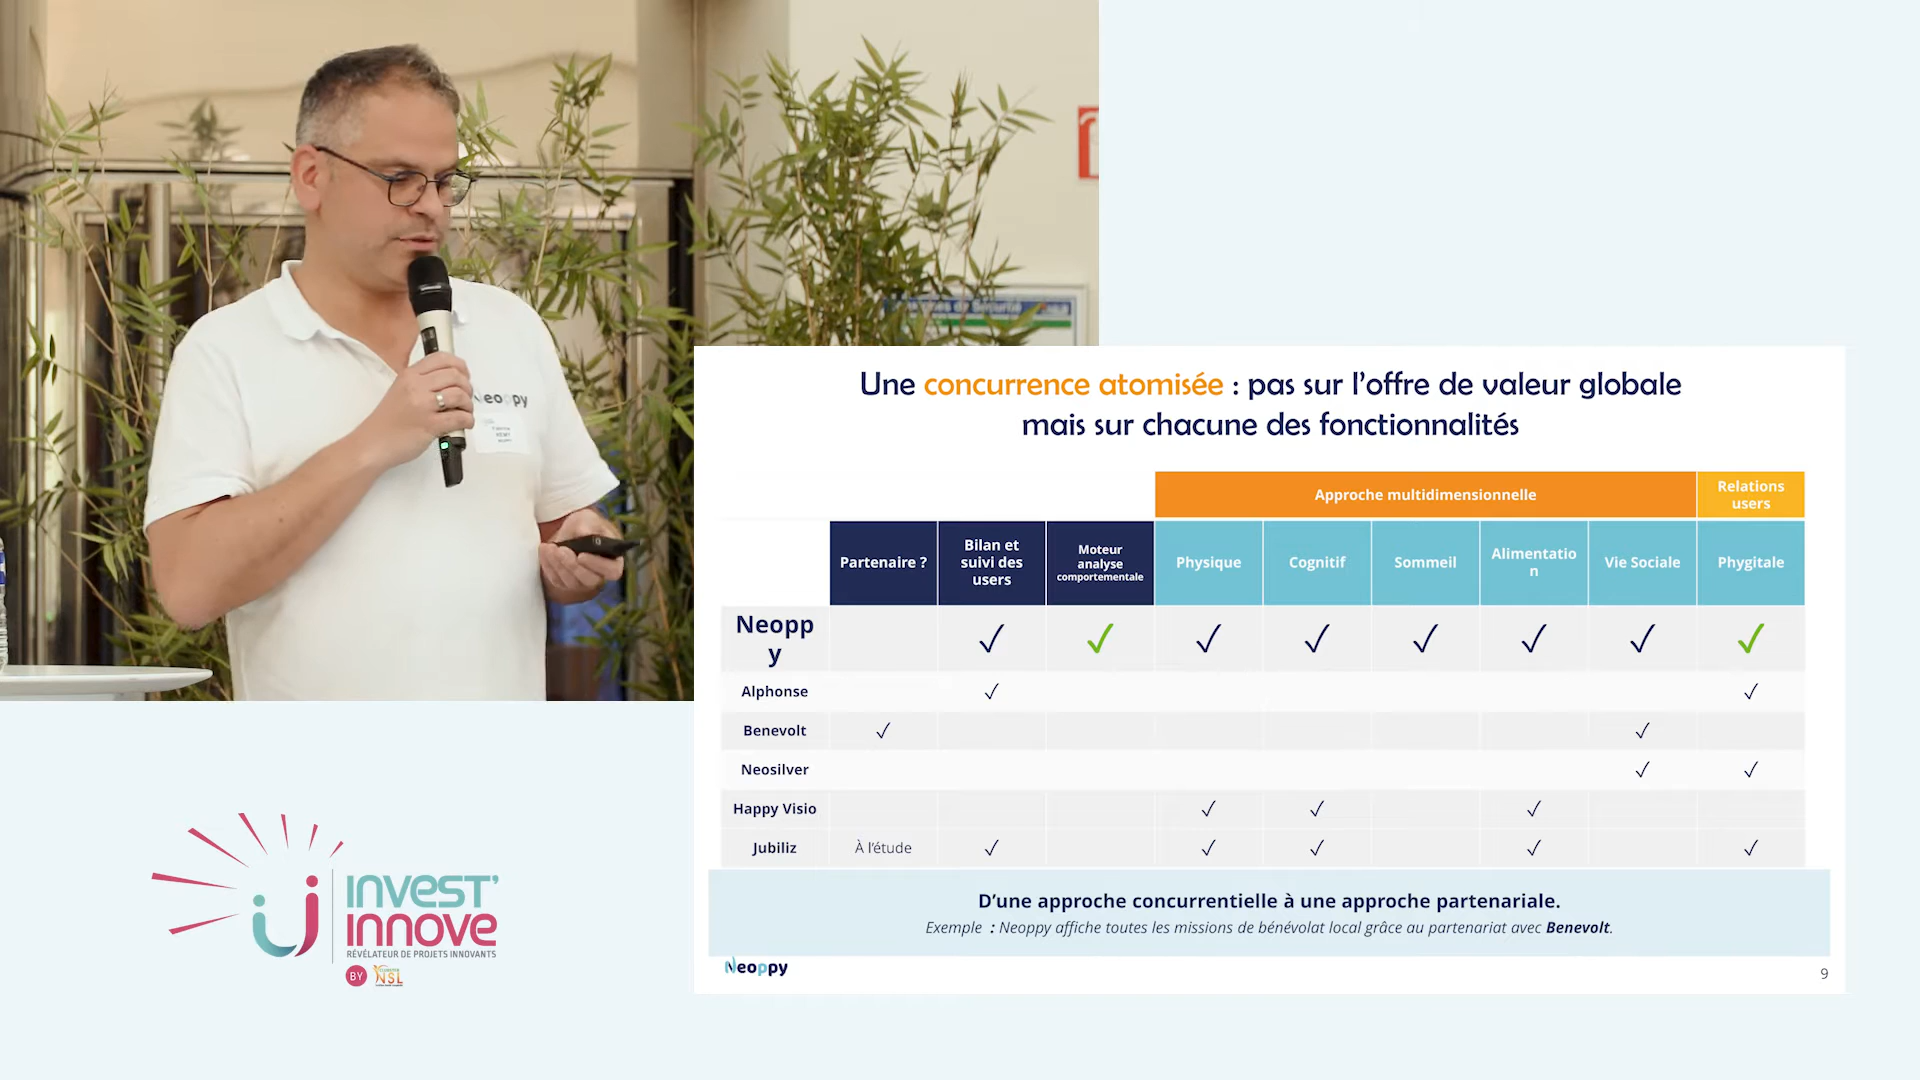 Neoppy
RÉMY
Une concurrence atomisée : pas sur l'offre de valeur globale
mais sur chacune des fonctionnalités
Approche multidimensionnelle
Relations
users
Partenaire ?
Bilan et
suivi des
users
Moteur
analyse
comportementale
Physique
Cognitif
Sommeil
Alimentatio
n
Vie Sociale
Phygitale
Neopp
y
✓ ✓ ✓ ✓ ✓ ✓ ✓ ✓
Alphonse ✓ ✓
Benevolt ✓ ✓
Neosilver ✓ ✓
Happy Visio ✓ ✓ ✓
Jubiliz À l'étude ✓ ✓ ✓ ✓ ✓
D'une approche concurrentielle à une approche partenariale.
Exemple : Neoppy affiche toutes les missions de bénévolat local grâce au partenariat avec Benevolt.
Neoppy
9
INVEST'
INNOVE
RÉVÉLATEUR DE PROJETS INNOVANTS
BY
NSL